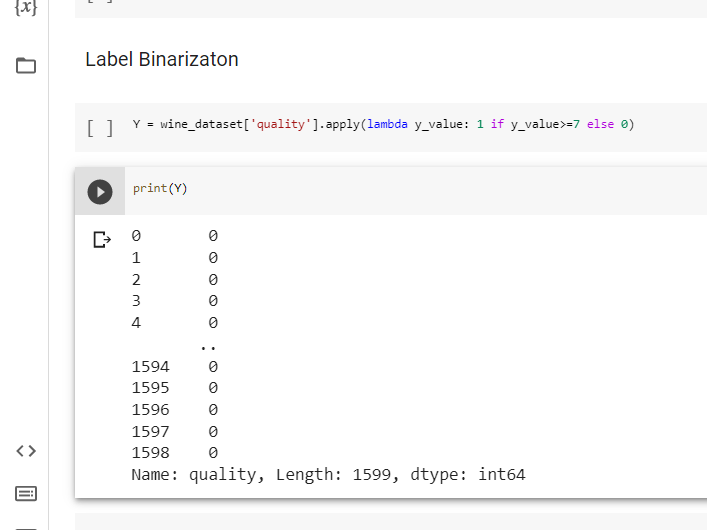 {x}
[ ]
Label Binarizaton
[ ] Y = wine_dataset['quality'].apply(lambda y_value: 1 if y_value>=7 else 0)
print(Y)
0 0
1 0
2 0
3 0
4 0
..
1594 0
1595 0
1596 0
1597 0
1598 0
Name: quality, Length: 1599, dtype: int64